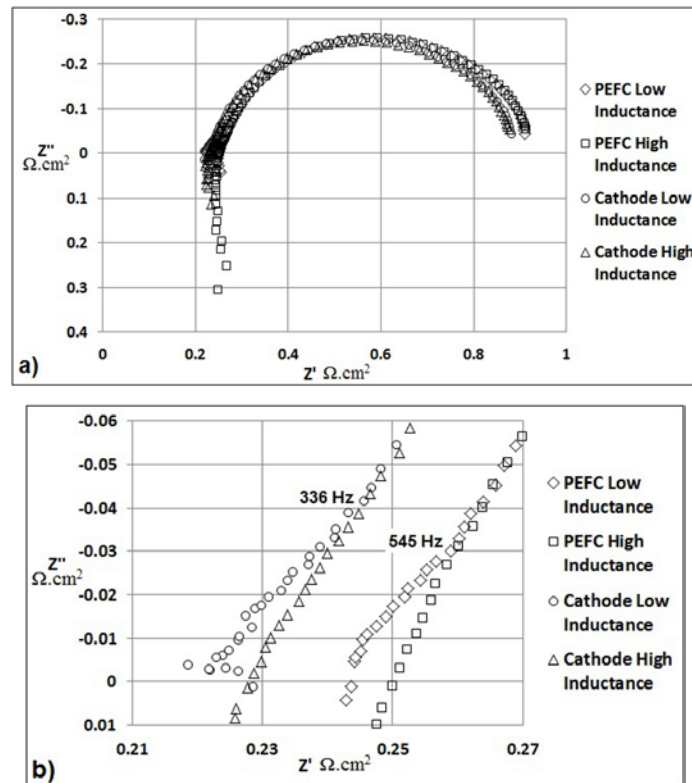 -0.3
-0.2
-0.1
0
0.1
0.2
0.3
0.4
Z''
Ω.cm²
0
0.2
0.4
0.6
0.8
1
Z' Ω.cm²
PEFC Low
Inductance
PEFC High
Inductance
Cathode Low
Inductance
Cathode High
Inductance
a)
-0.06
-0.05
-0.04
-0.03
-0.02
-0.01
0
0.01
Z''
Ω.cm²
336 Hz
545 Hz
0.21
0.23
0.25
0.27
Z' Ω.cm²
PEFC Low
Inductance
PEFC High
Inductance
Cathode Low
Inductance
Cathode High
Inductance
b)